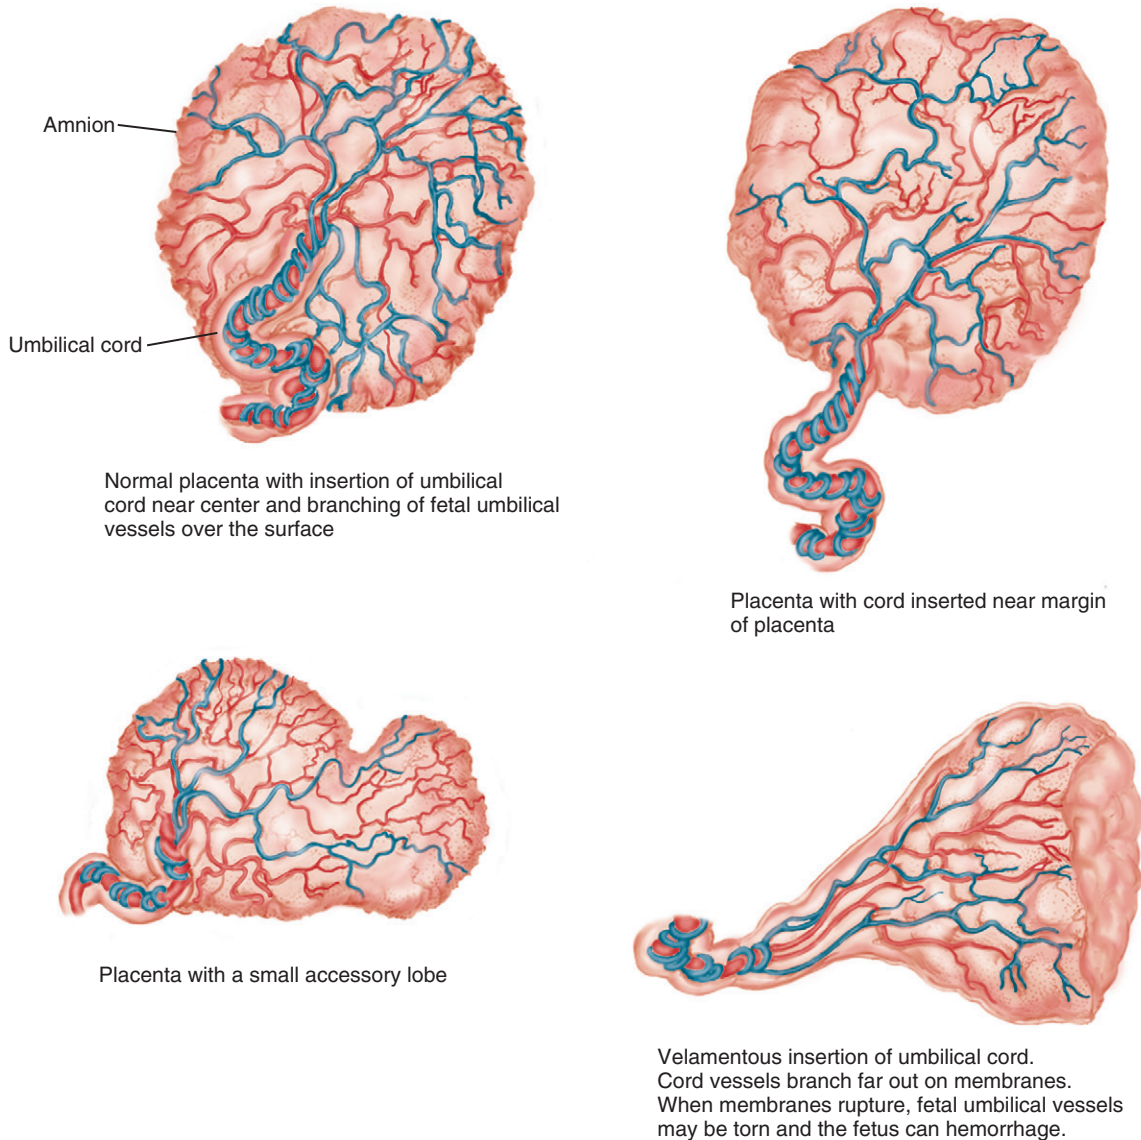 Amnion
Umbilical cord
Normal placenta with insertion of umbilical
cord near center and branching of fetal umbilical
vessels over the surface
Placenta with cord inserted near margin
of placenta
Placenta with a small accessory lobe
Velamentous insertion of umbilical cord.
Cord vessels branch far out on membranes.
When membranes rupture, fetal umbilical vessels
may be torn and the fetus can hemorrhage.